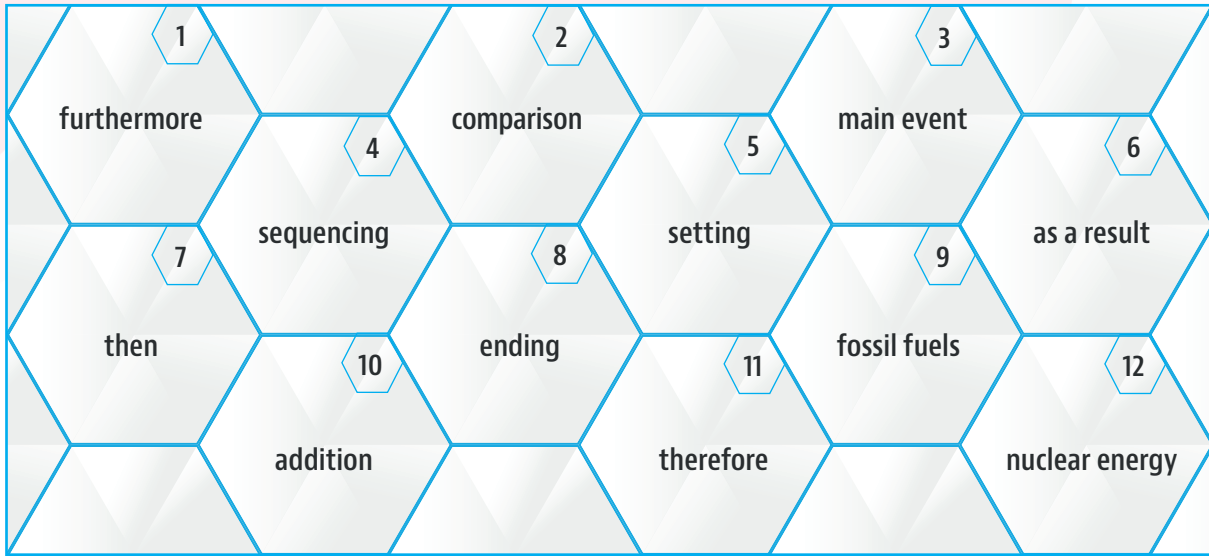 1
furthermore
2
comparison
3
main event
4
sequencing
5
setting
6
as a result
7
then
8
ending
9
fossil fuels
10
addition
11
therefore
12
nuclear energy